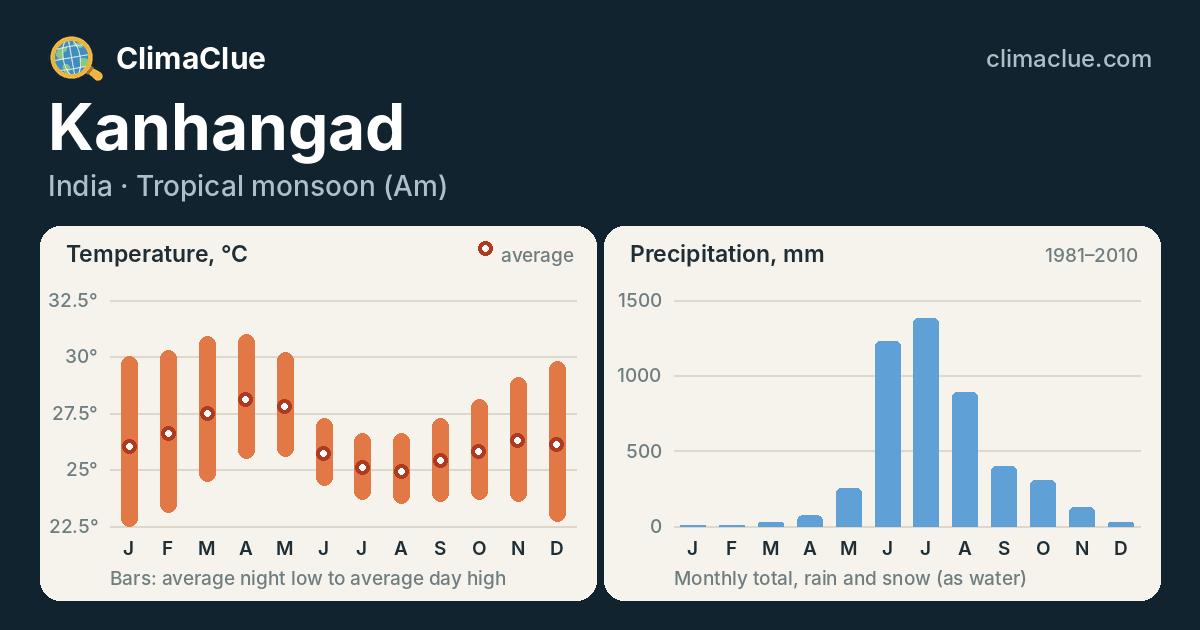 ClimaClue
climaclue.com
Kanhangad
India · Tropical monsoon (Am)
Temperature, °C
average
32.5°
30°
27.5°
25°
22.5°
J F M A M J J A S O N D
Bars: average night low to average day high
Precipitation, mm
1981–2010
1500
1000
500
0
J F M A M J J A S O N D
Monthly total, rain and snow (as water)